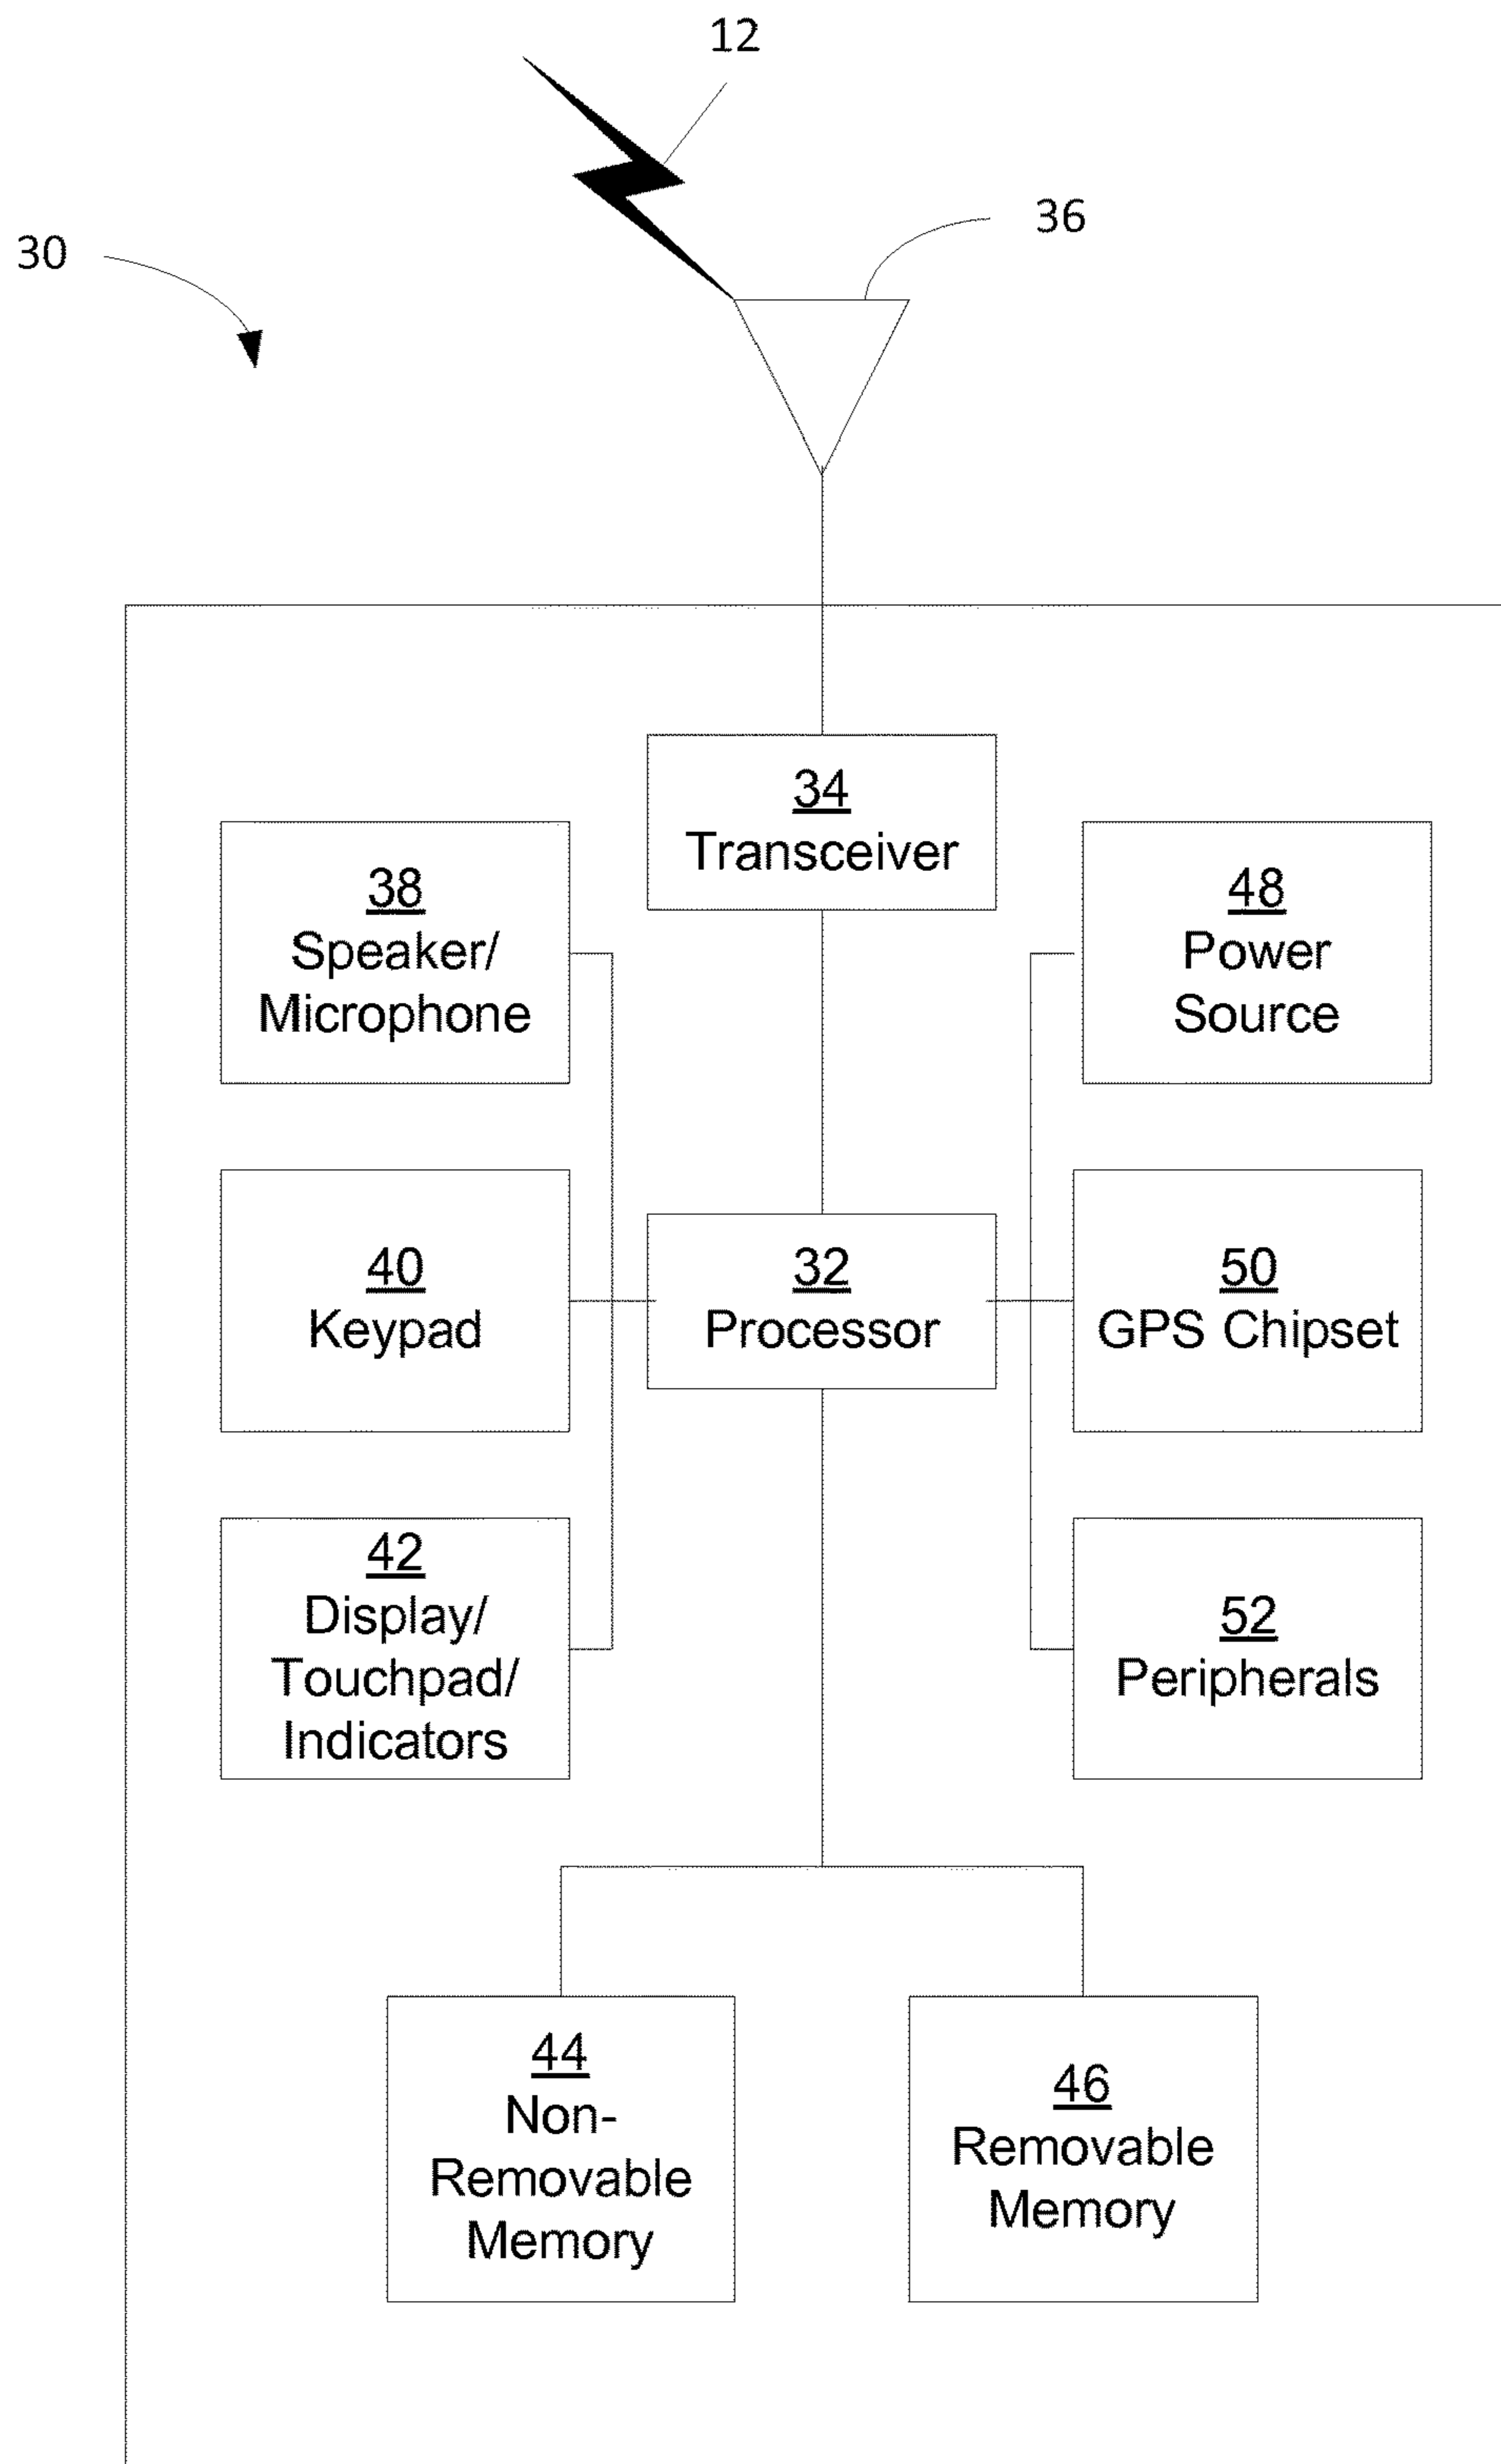 12
36
30
34
Transceiver
38
Speaker/
Microphone
48
Power
Source
40
Keypad
32
Processor
50
GPS Chipset
42
Display/
Touchpad/
Indicators
52
Peripherals
44
Non-
Removable
Memory
46
Removable
Memory